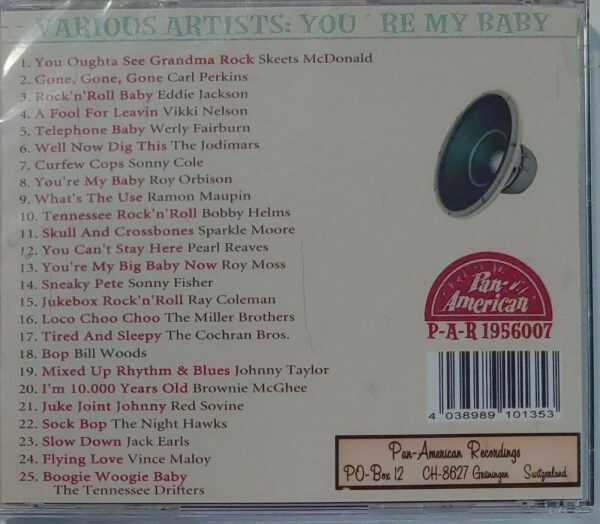 VARIOUS ARTISTS: YOU´RE MY BABY
1. You Oughta See Grandma Rock Skeets McDonald
2. Gone, Gone, Gone Carl Perkins
3. Rock'n'Roll Baby Eddie Jackson
4. A Fool For Leavin Vikki Nelson
5. Telephone Baby Werly Fairburn
6. Well Now Dig This The Jodimars
7. Curfew Cops Sonny Cole
8. You're My Baby Roy Orbison
9. What's The Use Ramon Maupin
10. Tennessee Rock'n'Roll Bobby Helms
11. Skull And Crossbones Sparkle Moore
12. You Can't Stay Here Pearl Reaves
13. You're My Big Baby Now Roy Moss
14. Sneaky Pete Sonny Fisher
15. Jukebox Rock'n'Roll Ray Coleman
16. Loco Choo Choo The Miller Brothers
17. Tired And Sleepy The Cochran Bros.
18. Bop Bill Woods
19. Mixed Up Rhythm & Blues Johnny Taylor
20. I'm 10.000 Years Old Brownie McGhee
21. Juke Joint Johnny Red Sovine
22. Sock Bop The Night Hawks
23. Slow Down Jack Earls
24. Flying Love Vince Maloy
25. Boogie Woogie Baby
The Tennessee Drifters
Pan-
American
P-A-R 1956007
4 038989 101353
Pan-American Recordings
PO-Box 12 CH-8627 Grüningen Switzerland